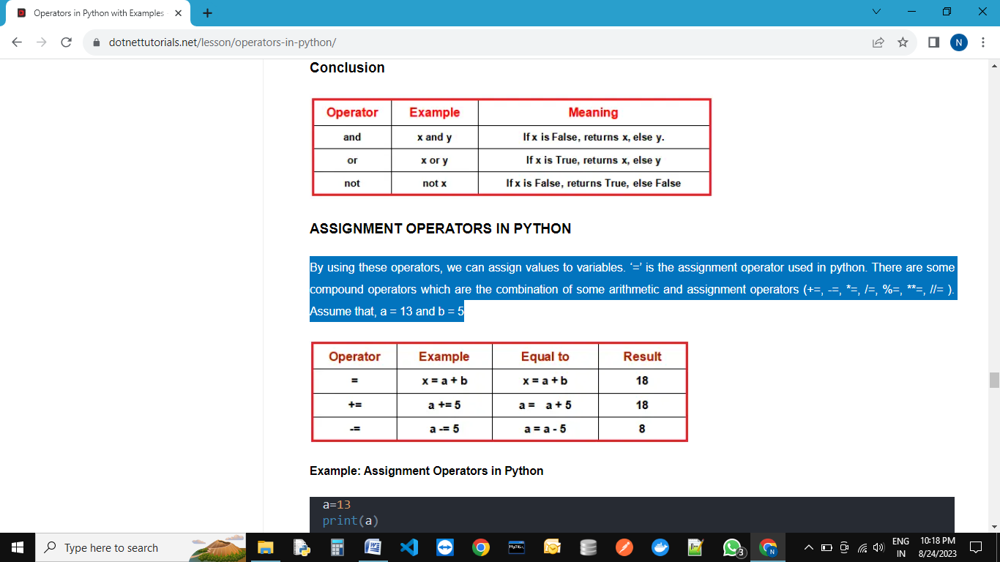 Operators in Python with Examples
dotnettutorials.net/lesson/operators-in-python/
N
Conclusion
Operator Example Meaning
and x and y If x is False, returns x, else y.
or x or y If x is True, returns x, else y
not not x If x is False, returns True, else False
ASSIGNMENT OPERATORS IN PYTHON
By using these operators, we can assign values to variables. ‘=’ is the assignment operator used in python. There are some
compound operators which are the combination of some arithmetic and assignment operators (+=, -=, *=, /=, %=, **=, //= ).
Assume that, a = 13 and b = 5
Operator Example Equal to Result
= x = a + b x = a + b 18
+= a += 5 a = a + 5 18
-= a -= 5 a = a - 5 8
Example: Assignment Operators in Python
a=13
print(a)
Type here to search
MySQL
3
N
ENG
IN
10:18 PM
8/24/2023